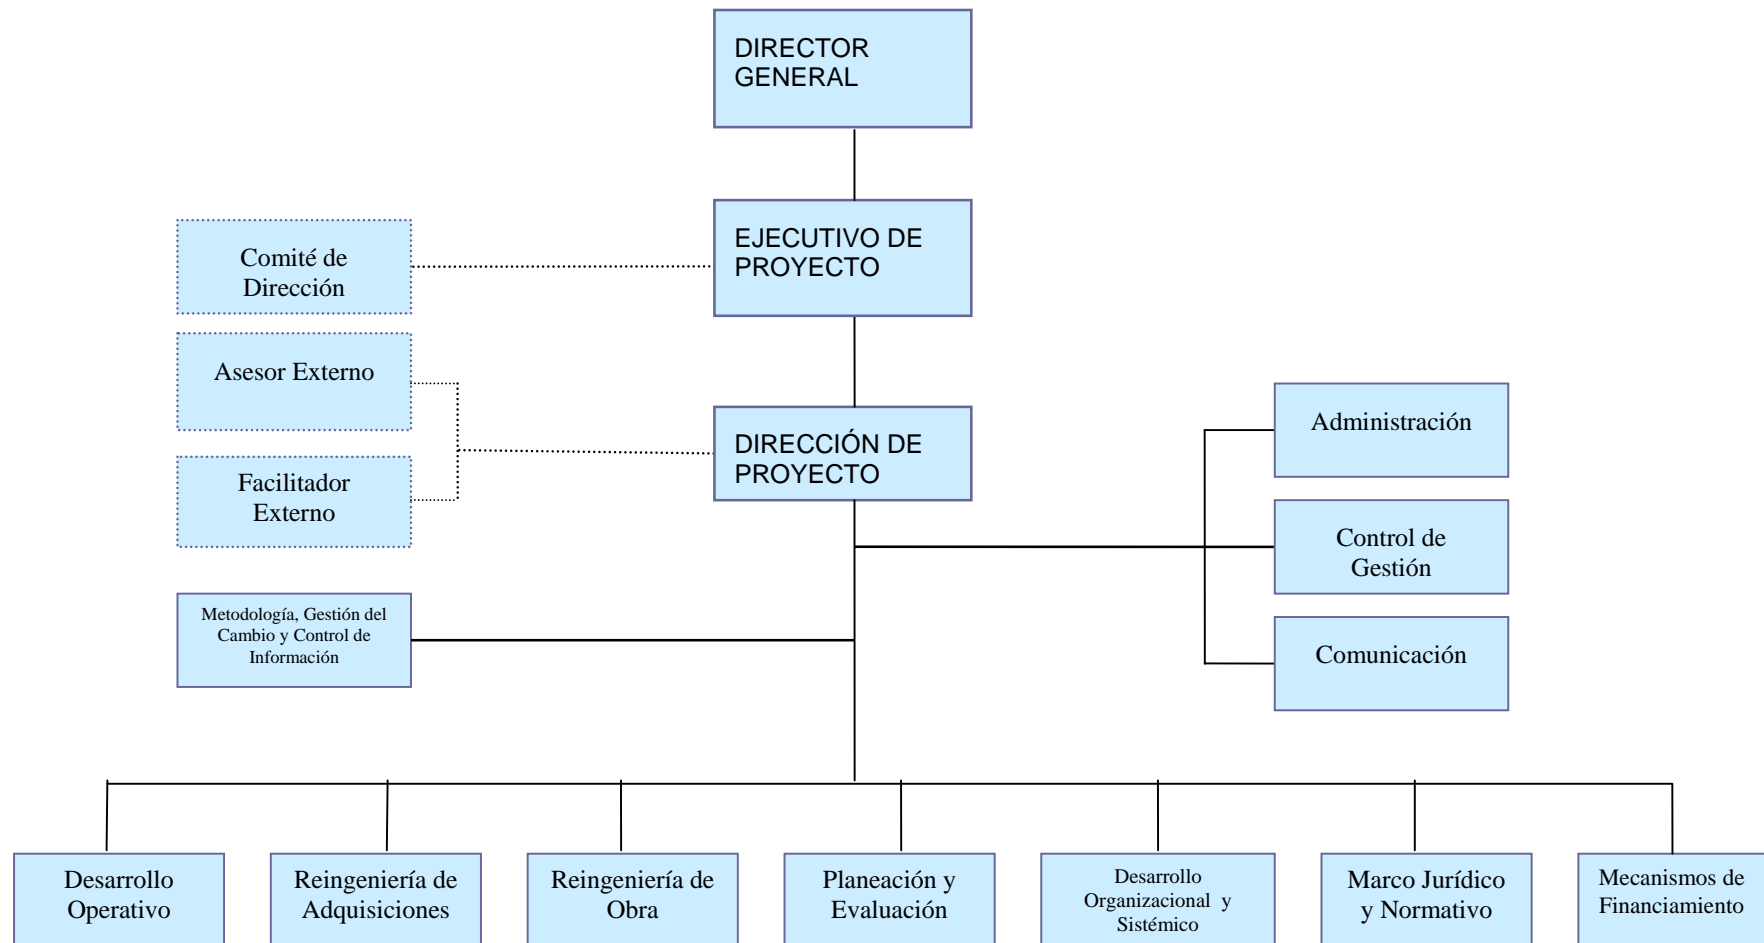 DIRECTOR
GENERAL
EJECUTIVO DE
PROYECTO
Comité de
Dirección
Asesor Externo
DIRECCIÓN DE
PROYECTO
Administración
Facilitador
Externo
Control de
Gestión
Metodología, Gestión del
Cambio y Control de
Información
Comunicación
Desarrollo
Operativo
Reingeniería de
Adquisiciones
Reingeniería de
Obra
Planeación y
Evaluación
Desarrollo
Organizacional y
Sistémico
Marco Jurídico
y Normativo
Mecanismos de
Financiamiento